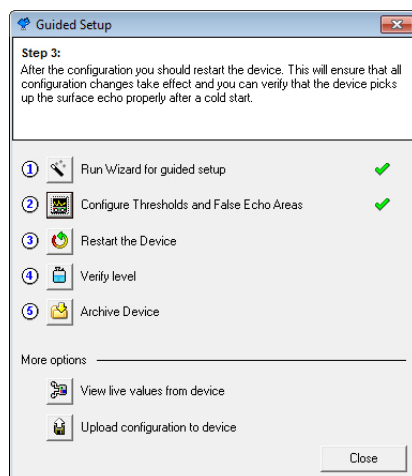 Guided Setup
Step 3:
After the configuration you should restart the device. This will ensure that all
configuration changes take effect and you can verify that the device picks
up the surface echo properly after a cold start.
1 Run Wizard for guided setup
2 Configure Thresholds and False Echo Areas
3 Restart the Device
4 Verify level
5 Archive Device
More options
View live values from device
Upload configuration to device
Close